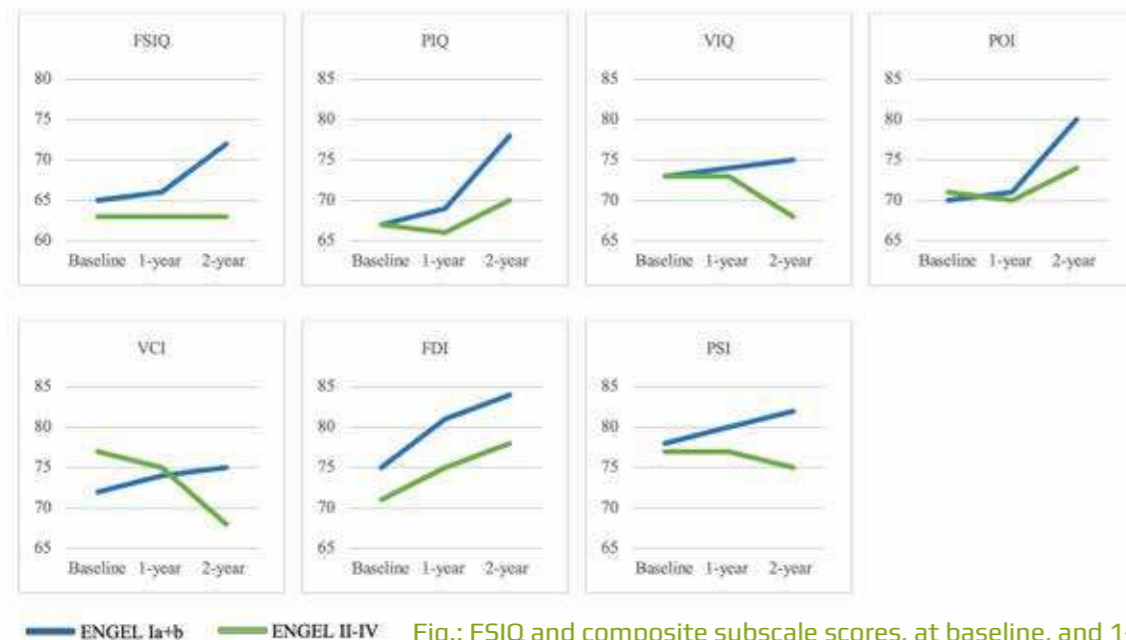 FSIQ
80
75
70
65
60
Baseline 1-year 2-year
PIQ
85
80
75
70
65
Baseline 1-year 2-year
VIQ
85
80
75
70
65
Baseline 1-year 2-year
POI
85
80
75
70
65
Baseline 1-year 2-year
VCI
85
80
75
70
65
Baseline 1-year 2-year
FDI
85
80
75
70
65
Baseline 1-year 2-year
PSI
85
80
75
70
65
Baseline 1-year 2-year
ENGEL Ia+b ENGEL II-IV Fig.: FSIQ and composite subscale scores, at baseline, and 1-